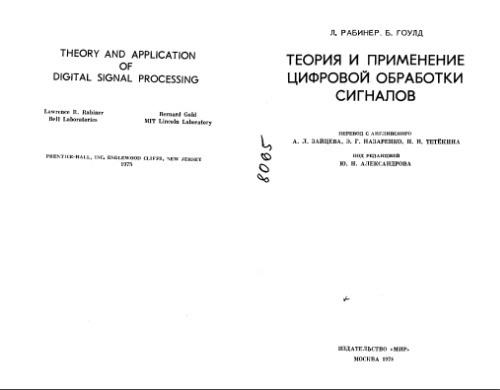 THEORY AND APPLICATION
OF
DIGITAL SIGNAL PROCESSING
Lawrence R. Rabiner
Bell Laboratories
Bernard Gold
MIT Lincoln Laboratory
PRENTICE-HALL, INC. ENGLEWOOD CLIFFS, NEW JERSEY
1975
8005
Л. РАБИНЕР, Б. ГОУЛД
ТЕОРИЯ И ПРИМЕНЕНИЕ
ЦИФРОВОЙ ОБРАБОТКИ
СИГНАЛОВ
ПЕРЕВОД С АНГЛИЙСКОГО
А. Л. ЗАЙЦЕВА, Э. Г. НАЗАРЕНКО, Н. Н. ТЕТЁКИНА
ПОД РЕДАКЦИЕЙ
Ю. Н. АЛЕКСАНДРОВА
ИЗДАТЕЛЬСТВО «МИР»
МОСКВА 1978